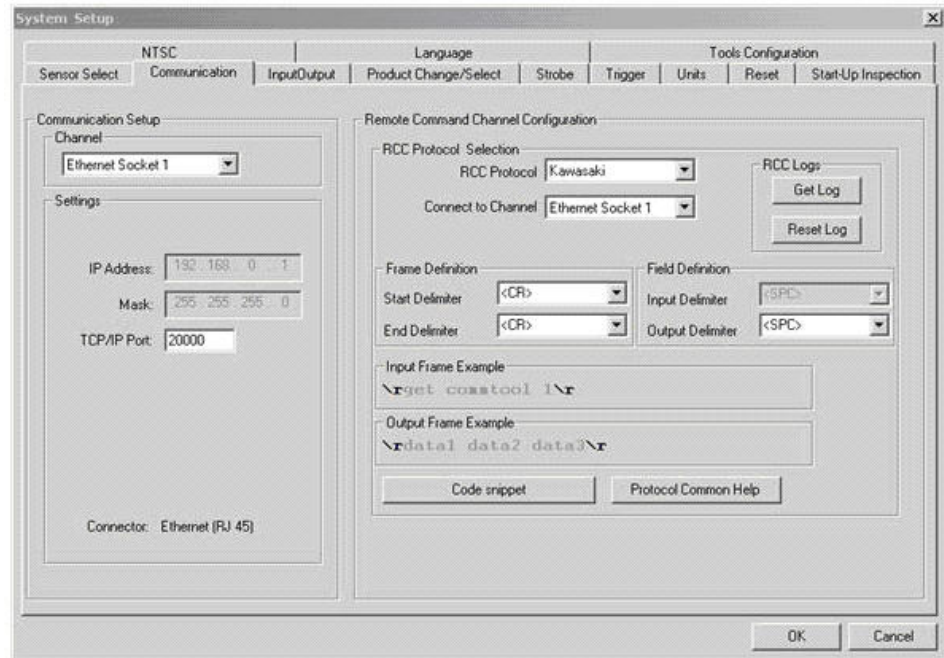 System Setup
NTSC
Language
Tools Configuration
Sensor Select
Communication
InputOutput
Product Change/Select
Strobe
Trigger
Units
Reset
Start-Up Inspection
Communication Setup
Channel
Ethernet Socket 1
Settings
IP Address: 192 . 168 . 0 . 1
Mask: 255 . 255 . 255 . 0
TCP/IP Port: 20000
Connector: Ethernet (RJ 45)
Remote Command Channel Configuration
RCC Protocol Selection
RCC Protocol Kawasaki
Connect to Channel Ethernet Socket 1
RCC Logs
Get Log
Reset Log
Frame Definition
Start Delimiter <CR>
End Delimiter <CR>
Field Definition
Input Delimiter <SPC>
Output Delimiter <SPC>
Input Frame Example
\rget commtool 1\r
Output Frame Example
\rdata1 data2 data3\r
Code snippet
Protocol Common Help
OK
Cancel